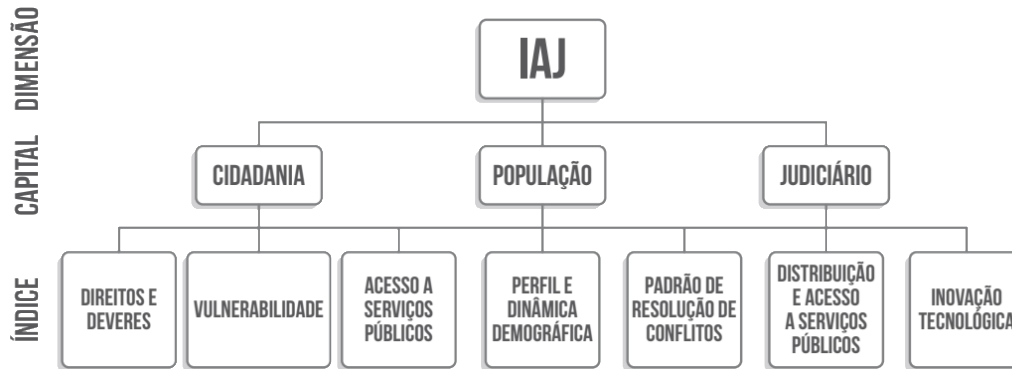 DIMENSÃO
IAJ
CAPITAL
CIDADANIA
POPULAÇÃO
JUDICIÁRIO
ÍNDICE
DIREITOS E
DEVERES
VULNERABILIDADE
ACESSO A
SERVIÇOS
PÚBLICOS
PERFIL E
DINÂMICA
DEMOGRÁFICA
PADRÃO DE
RESOLUÇÃO DE
CONFLITOS
DISTRIBUIÇÃO
E ACESSO
A SERVIÇOS
PÚBLICOS
INOVAÇÃO
TECNOLÓGICA